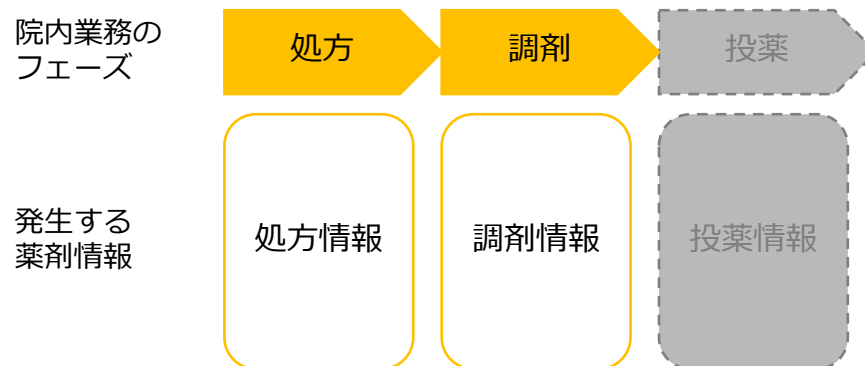 院内業務の
フェーズ
処方
調剤
投薬
発生する
薬剤情報
処方情報
調剤情報
投薬情報